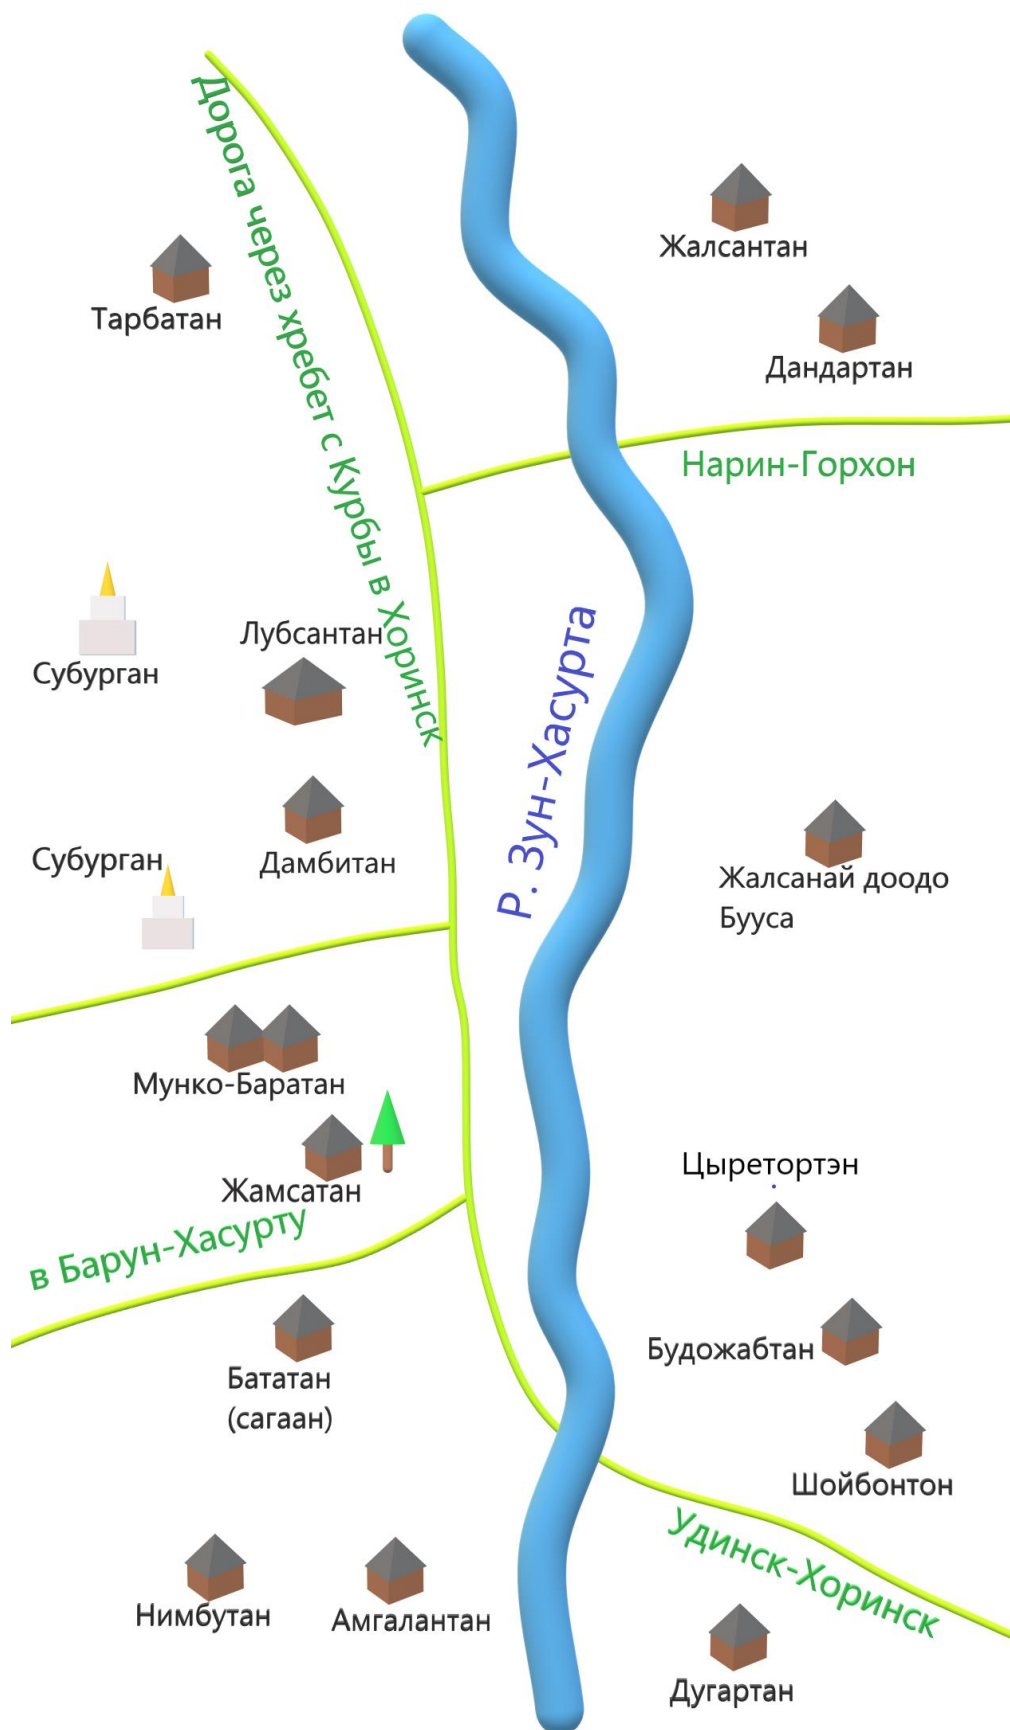 Дорога через хребет с Курбы в Хоринск
Жалсантан
Тарбатан
Дандартан
Нарин-Горхон
Лубсантан
Субурган
Р. Зун-Хасурта
Субурган
Дамбитан
Жалсанай доодо
Бууса
Мунко-Баратан
Жамсатан
Цыретортэн
в Барун-Хасурту
Бататан
(сагаан)
Будожабтан
Шойбонтон
Удинск-Хоринск
Нимбутан
Амгалантан
Дугартан